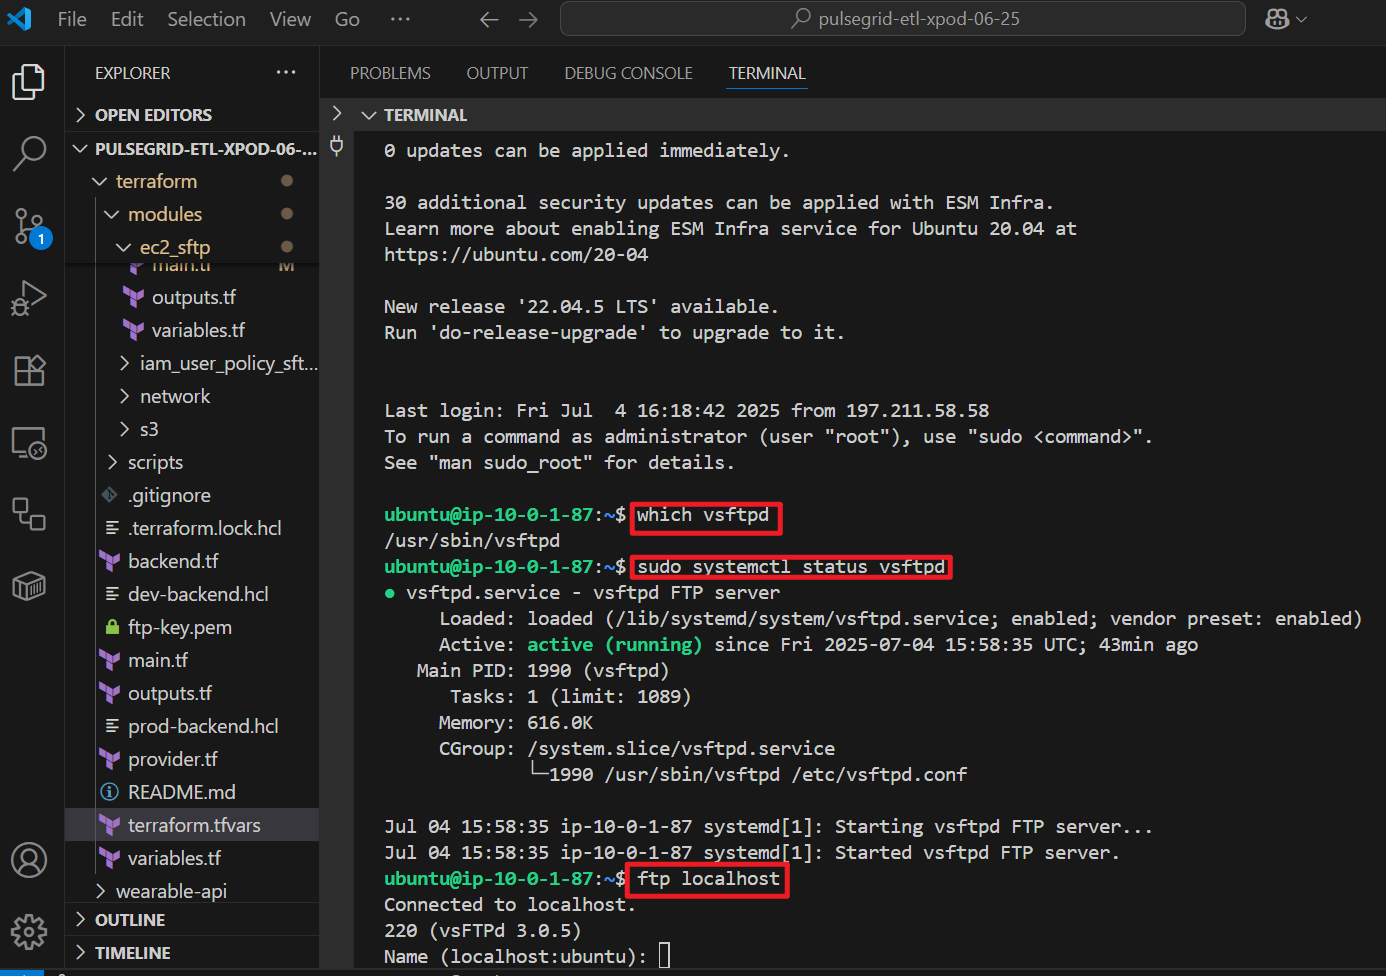 File Edit Selection View Go ··· pulsegrid-etl-xpod-06-25
EXPLORER ···
OPEN EDITORS
PULSEGRID-ETL-XPOD-06-...
terraform
modules
ec2_sftp
main.tf M
outputs.tf
variables.tf
iam_user_policy_sft...
network
s3
scripts
.gitignore
.terraform.lock.hcl
backend.tf
dev-backend.hcl
ftp-key.pem
main.tf
outputs.tf
prod-backend.hcl
provider.tf
README.md
terraform.tfvars
variables.tf
wearable-api
OUTLINE
TIMELINE
1
PROBLEMS OUTPUT DEBUG CONSOLE TERMINAL
TERMINAL
0 updates can be applied immediately.
30 additional security updates can be applied with ESM Infra.
Learn more about enabling ESM Infra service for Ubuntu 20.04 at
https://ubuntu.com/20-04
New release '22.04.5 LTS' available.
Run 'do-release-upgrade' to upgrade to it.
Last login: Fri Jul  4 16:18:42 2025 from 197.211.58.58
To run a command as administrator (user "root"), use "sudo <command>".
See "man sudo_root" for details.
ubuntu@ip-10-0-1-87:~$ which vsftpd
/usr/sbin/vsftpd
ubuntu@ip-10-0-1-87:~$ sudo systemctl status vsftpd
● vsftpd.service - vsftpd FTP server
Loaded: loaded (/lib/systemd/system/vsftpd.service; enabled; vendor preset: enabled)
Active: active (running) since Fri 2025-07-04 15:58:35 UTC; 43min ago
Main PID: 1990 (vsftpd)
Tasks: 1 (limit: 1089)
Memory: 616.0K
CGroup: /system.slice/vsftpd.service
└─1990 /usr/sbin/vsftpd /etc/vsftpd.conf
Jul 04 15:58:35 ip-10-0-1-87 systemd[1]: Starting vsftpd FTP server...
Jul 04 15:58:35 ip-10-0-1-87 systemd[1]: Started vsftpd FTP server.
ubuntu@ip-10-0-1-87:~$ ftp localhost
Connected to localhost.
220 (vsFTPd 3.0.5)
Name (localhost:ubuntu):